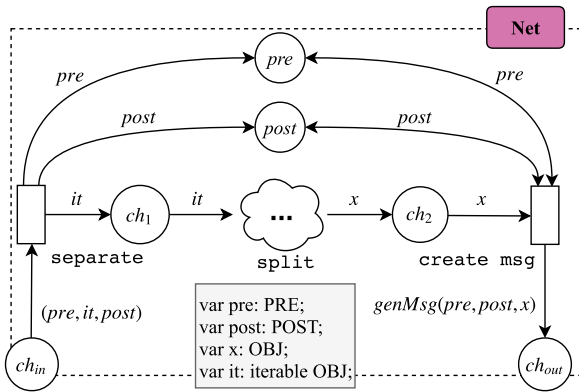 Net
pre
pre
pre
post
post
post
it
ch1
it
...
x
ch2
x
separate
split
create msg
(pre, it, post)
genMsg(pre, post, x)
var pre: PRE;
var post: POST;
var x: OBJ;
var it: iterable OBJ;
chin
chout